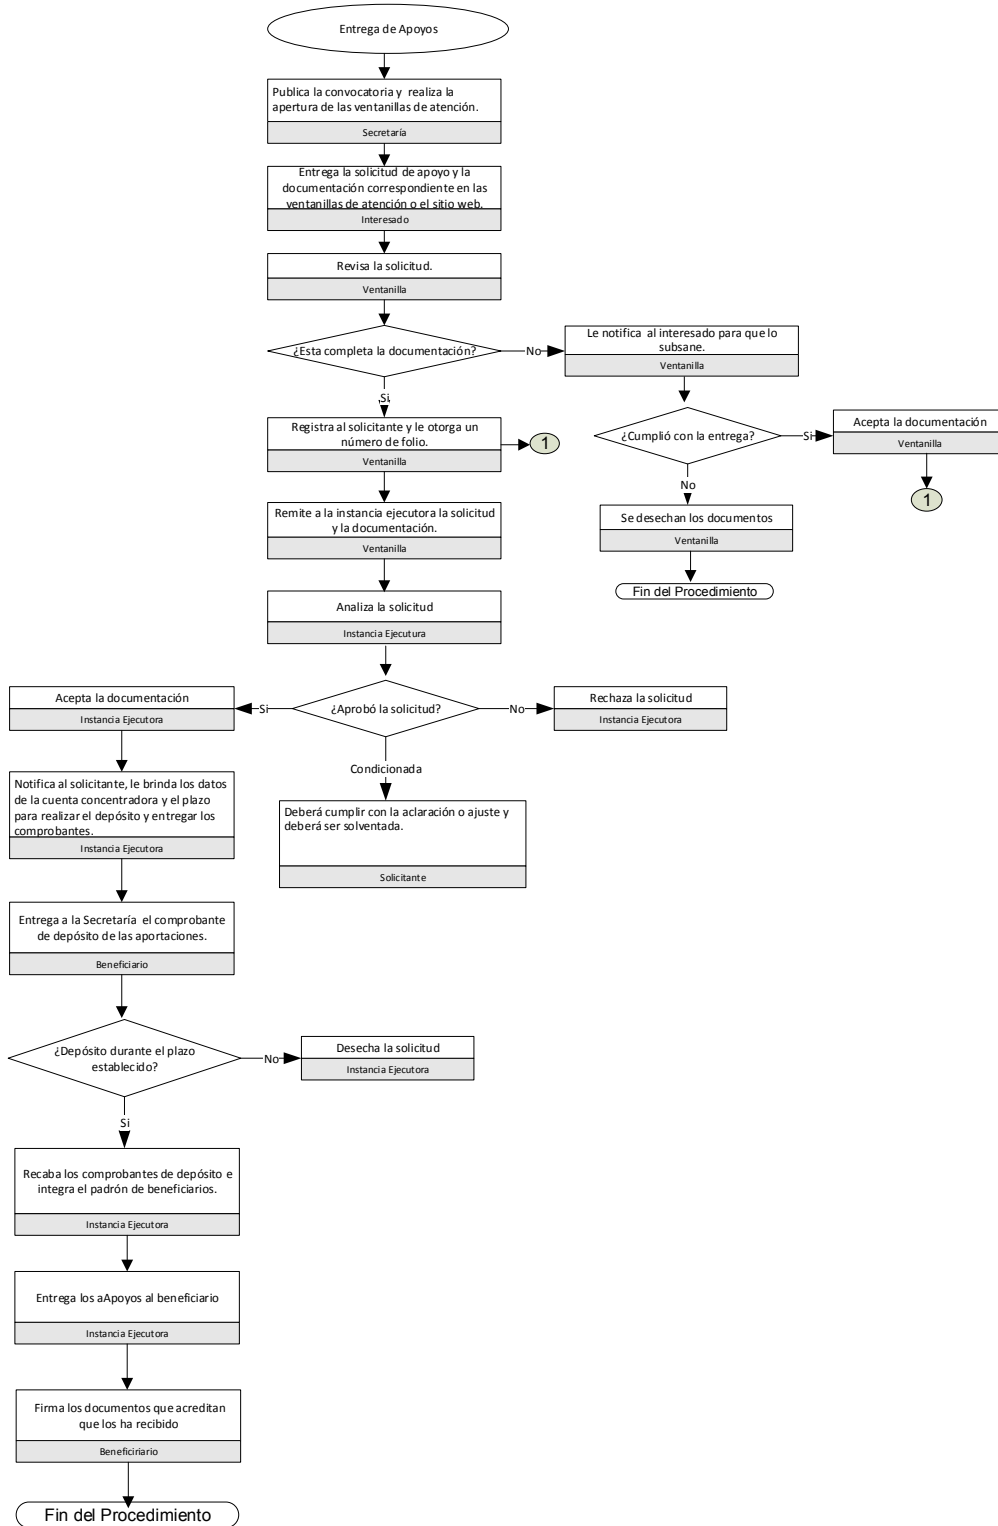 Entrega de Apoyos
Publica la convocatoria y realiza la
apertura de las ventanillas de atención.
Secretaría
Entrega la solicitud de apoyo y la
documentación correspondiente en las
ventanillas de atención o el sitio web.
Interesado
Revisa la solicitud.
Ventanilla
¿Esta completa la documentación?
No
Le notifica al interesado para que lo
subsane.
Ventanilla
Si
Registra al solicitante y le otorga un
número de folio.
Ventanilla
1
¿Cumplió con la entrega?
Si
Acepta la documentación
Ventanilla
1
No
Se desechan los documentos
Ventanilla
Fin del Procedimiento
Remite a la instancia ejecutora la solicitud
y la documentación.
Ventanilla
Analiza la solicitud
Instancia Ejecutura
¿Aprobó la solicitud?
Si
Acepta la documentación
Instancia Ejecutora
No
Rechaza la solicitud
Instancia Ejecutora
Condicionada
Deberá cumplir con la aclaración o ajuste y
deberá ser solventada.
Solicitante
Notifica al solicitante, le brinda los datos
de la cuenta concentradora y el plazo
para realizar el depósito y entregar los
comprobantes.
Instancia Ejecutora
Entrega a la Secretaría el comprobante
de depósito de las aportaciones.
Beneficiario
¿Depósito durante el plazo
establecido?
No
Desecha la solicitud
Instancia Ejecutora
Si
Recaba los comprobantes de depósito e
integra el padrón de beneficiarios.
Instancia Ejecutora
Entrega los aApoyos al beneficiario
Instancia Ejecutora
Firma los documentos que acreditan
que los ha recibido
Beneficiriario
Fin del Procedimiento